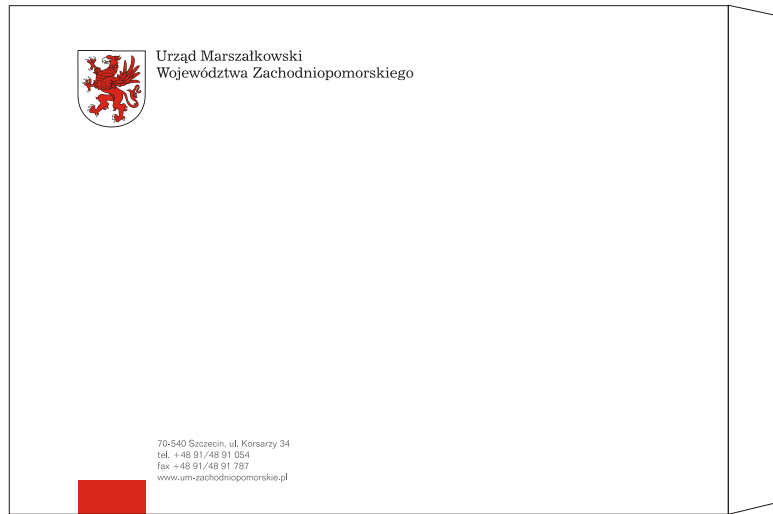 Urząd Marszałkowski
Województwa Zachodniopomorskiego
70-540 Szczecin, ul. Korsarzy 34
tel. +48 91/48 91 054
fax +48 91/48 91 787
www.um-zachodniopomorskie.pl